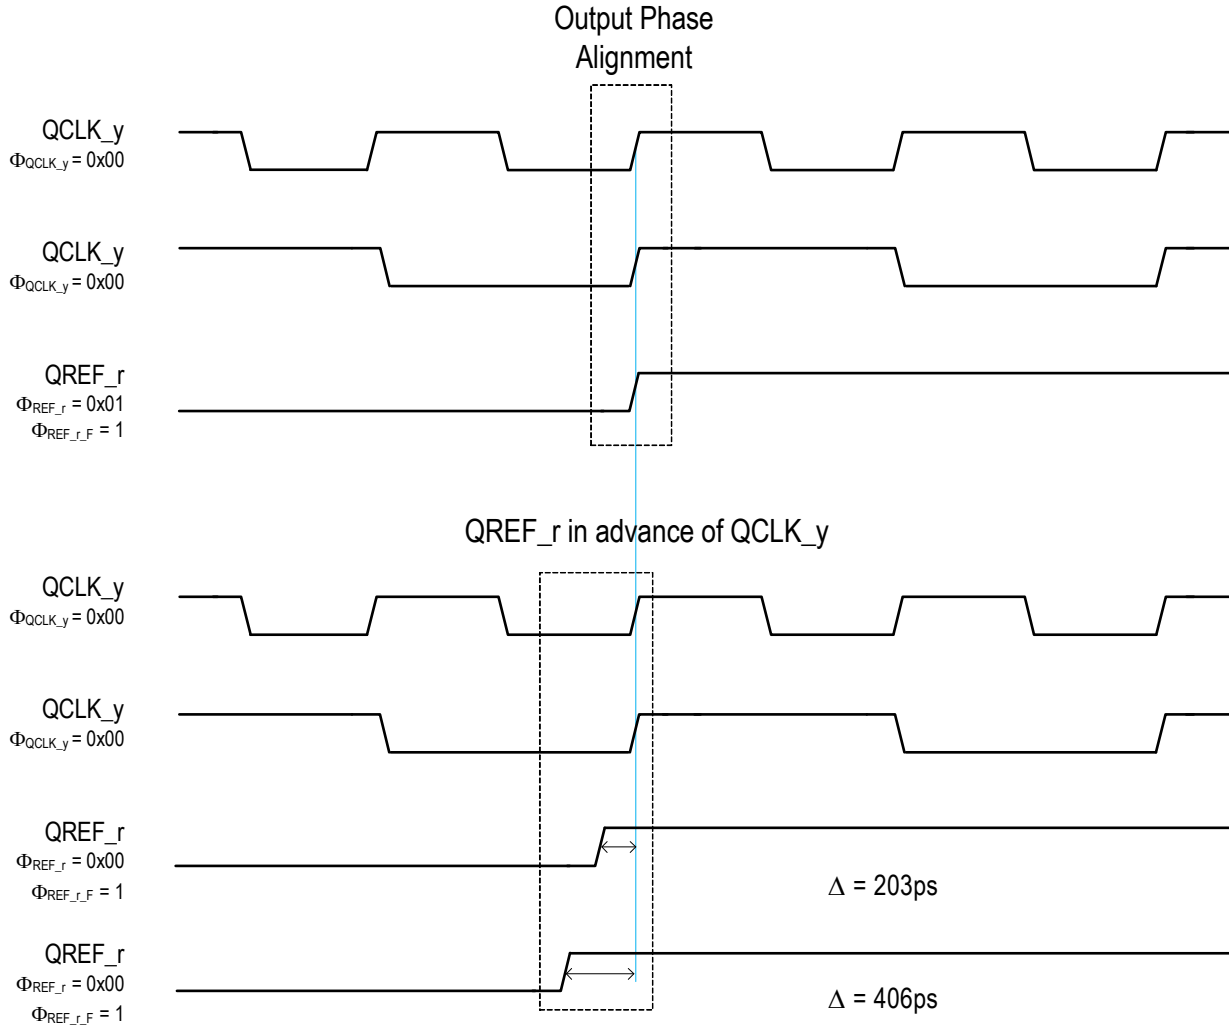 Output Phase
Alignment
QCLK_y
ΦQCLK_y = 0x00
QCLK_y
ΦQCLK_y = 0x00
QREF_r
ΦREF_r = 0x01
ΦREF_r_F = 1
QREF_r in advance of QCLK_y
QCLK_y
ΦQCLK_y = 0x00
QCLK_y
ΦQCLK_y = 0x00
QREF_r
ΦREF_r = 0x00
ΦREF_r_F = 1
Δ = 203ps
QREF_r
ΦREF_r = 0x00
ΦREF_r_F = 1
Δ = 406ps